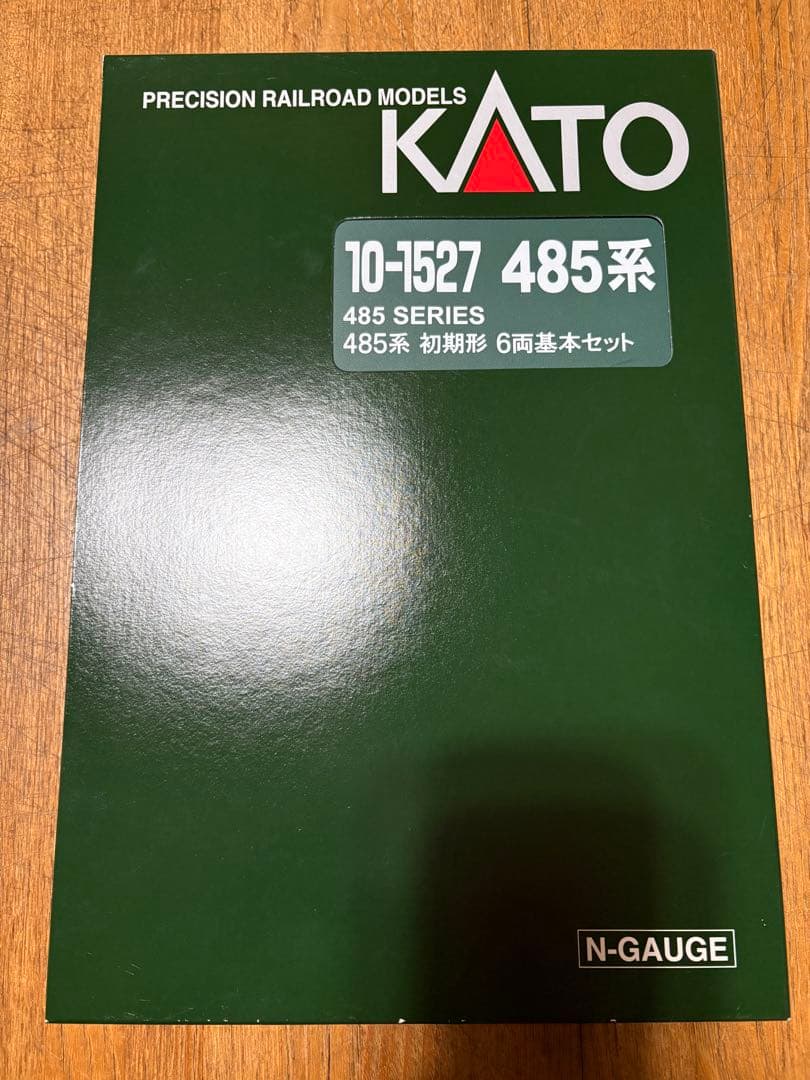 PRECISION RAILROAD MODELS
KATO
10-1527 485系
485 SERIES
485系 初期形 6両基本セット
N-GAUGE